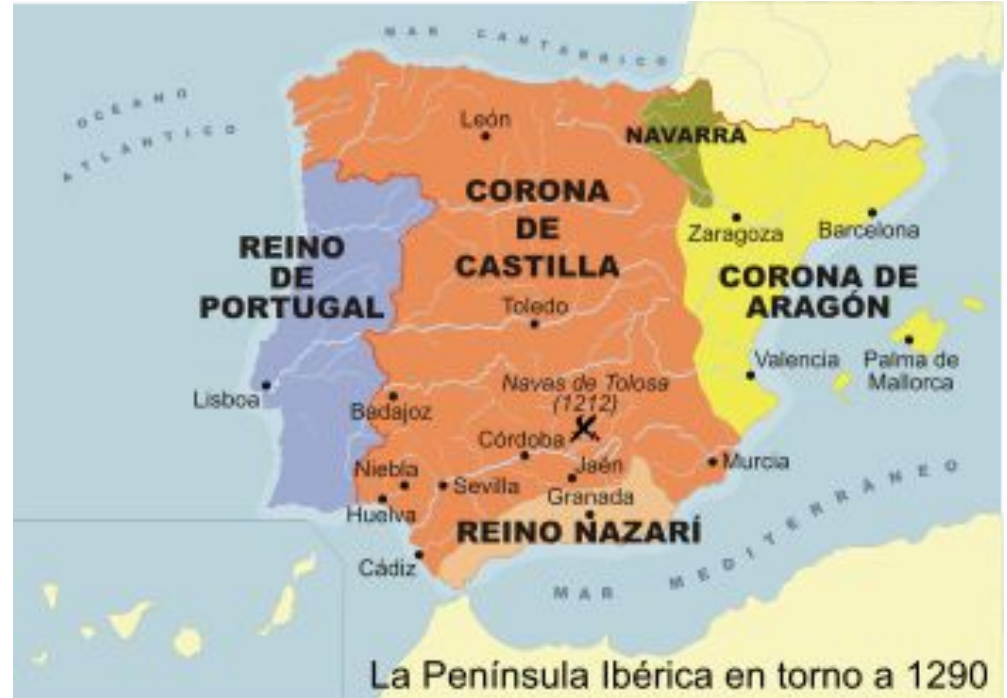 MAR CANTÁBRICO
OCÉANO
ATLÁNTICO
León
NAVARRA
CORONA
DE
CASTILLA
Zaragoza
Barcelona
REINO
DE
PORTUGAL
CORONA DE
ARAGÓN
Toledo
Valencia
Palma de
Mallorca
Lisboa
Badajoz
Navas de Tolosa
(1212)
Córdoba
Jaén
Murcia
Niebla
Sevilla
Granada
Huelva
REINO NAZARÍ
Cádiz
MAR MEDITERRÁNEO
La Península Ibérica en torno a 1290